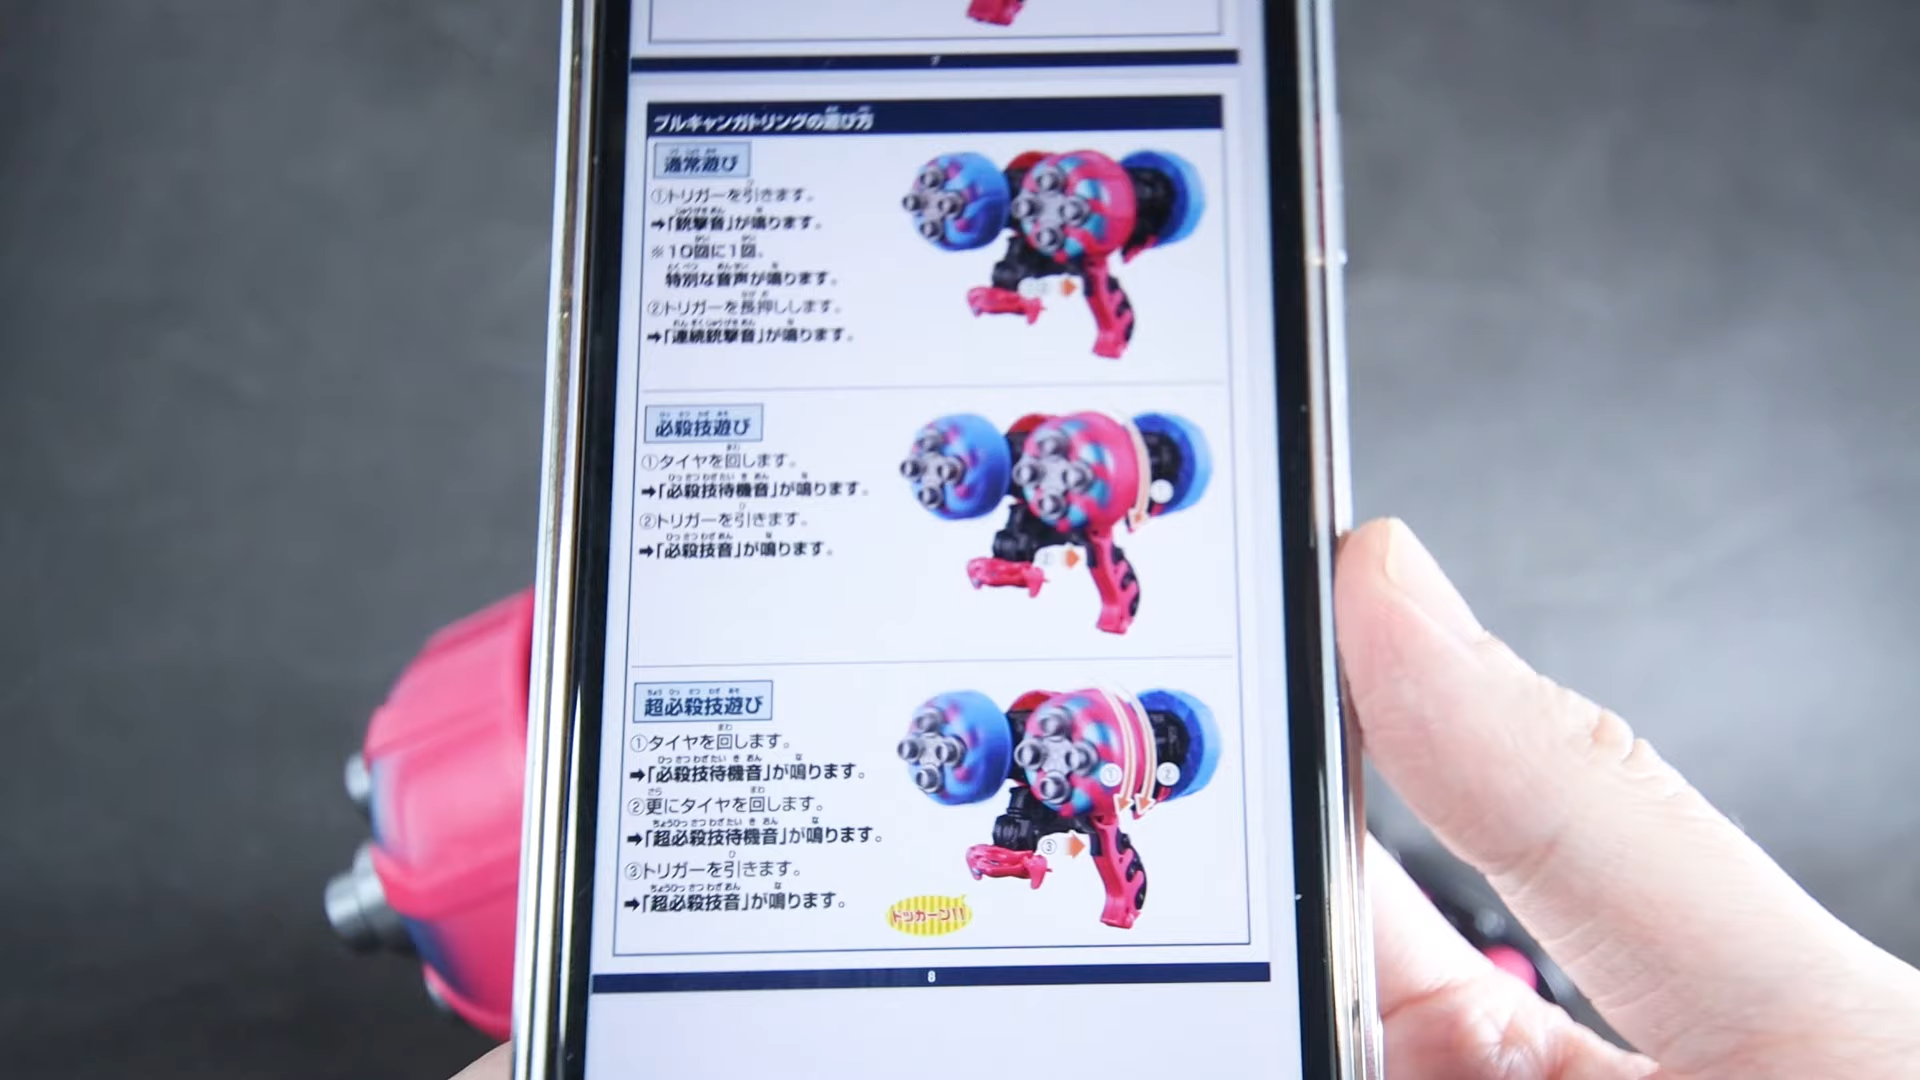 7
ブルキャンガトリングの遊び方
通常遊び
①トリガーを引きます。
➡「銃撃音」が鳴ります。
※10回に1回、
特別な音声が鳴ります。
②トリガーを長押しします。
➡「連続銃撃音」が鳴ります。
必殺技遊び
①タイヤを回します。
➡「必殺技待機音」が鳴ります。
②トリガーを引きます。
➡「必殺技音」が鳴ります。
超必殺技遊び
①タイヤを回します。
➡「必殺技待機音」が鳴ります。
②更にタイヤを回します。
➡「超必殺技待機音」が鳴ります。
③トリガーを引きます。
➡「超必殺技音」が鳴ります。
① ②
③
ドッカーン!!
8